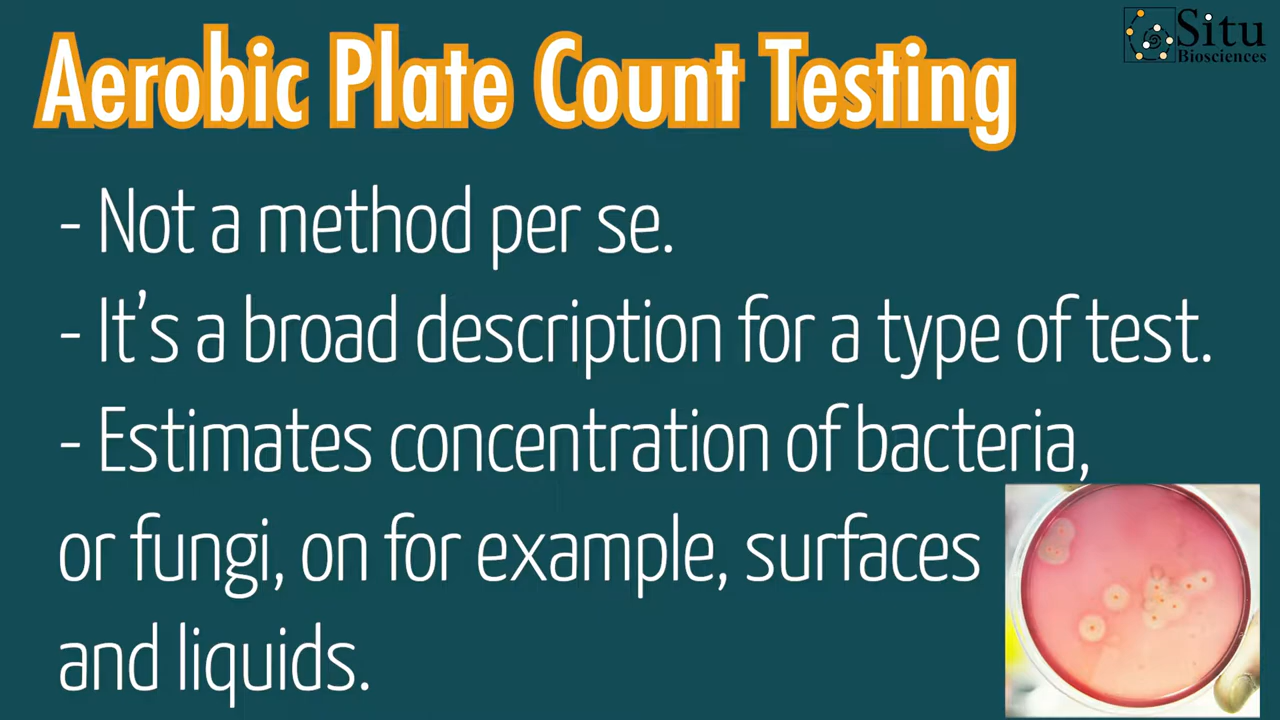 Situ
Biosciences
Aerobic Plate Count Testing
- Not a method per se.
- It's a broad description for a type of test.
- Estimates concentration of bacteria,
or fungi, on for example, surfaces
and liquids.